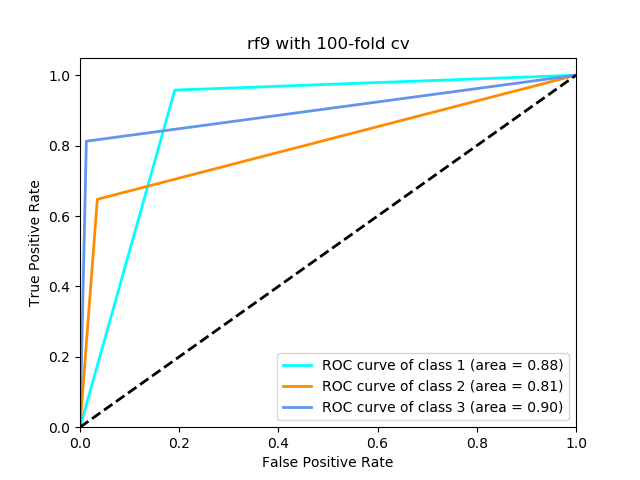 rf9 with 100-fold cv
1.0
0.8
0.6
0.4
0.2
0.0
True Positive Rate
ROC curve of class 1 (area = 0.88)
ROC curve of class 2 (area = 0.81)
ROC curve of class 3 (area = 0.90)
0.0 0.2 0.4 0.6 0.8 1.0
False Positive Rate